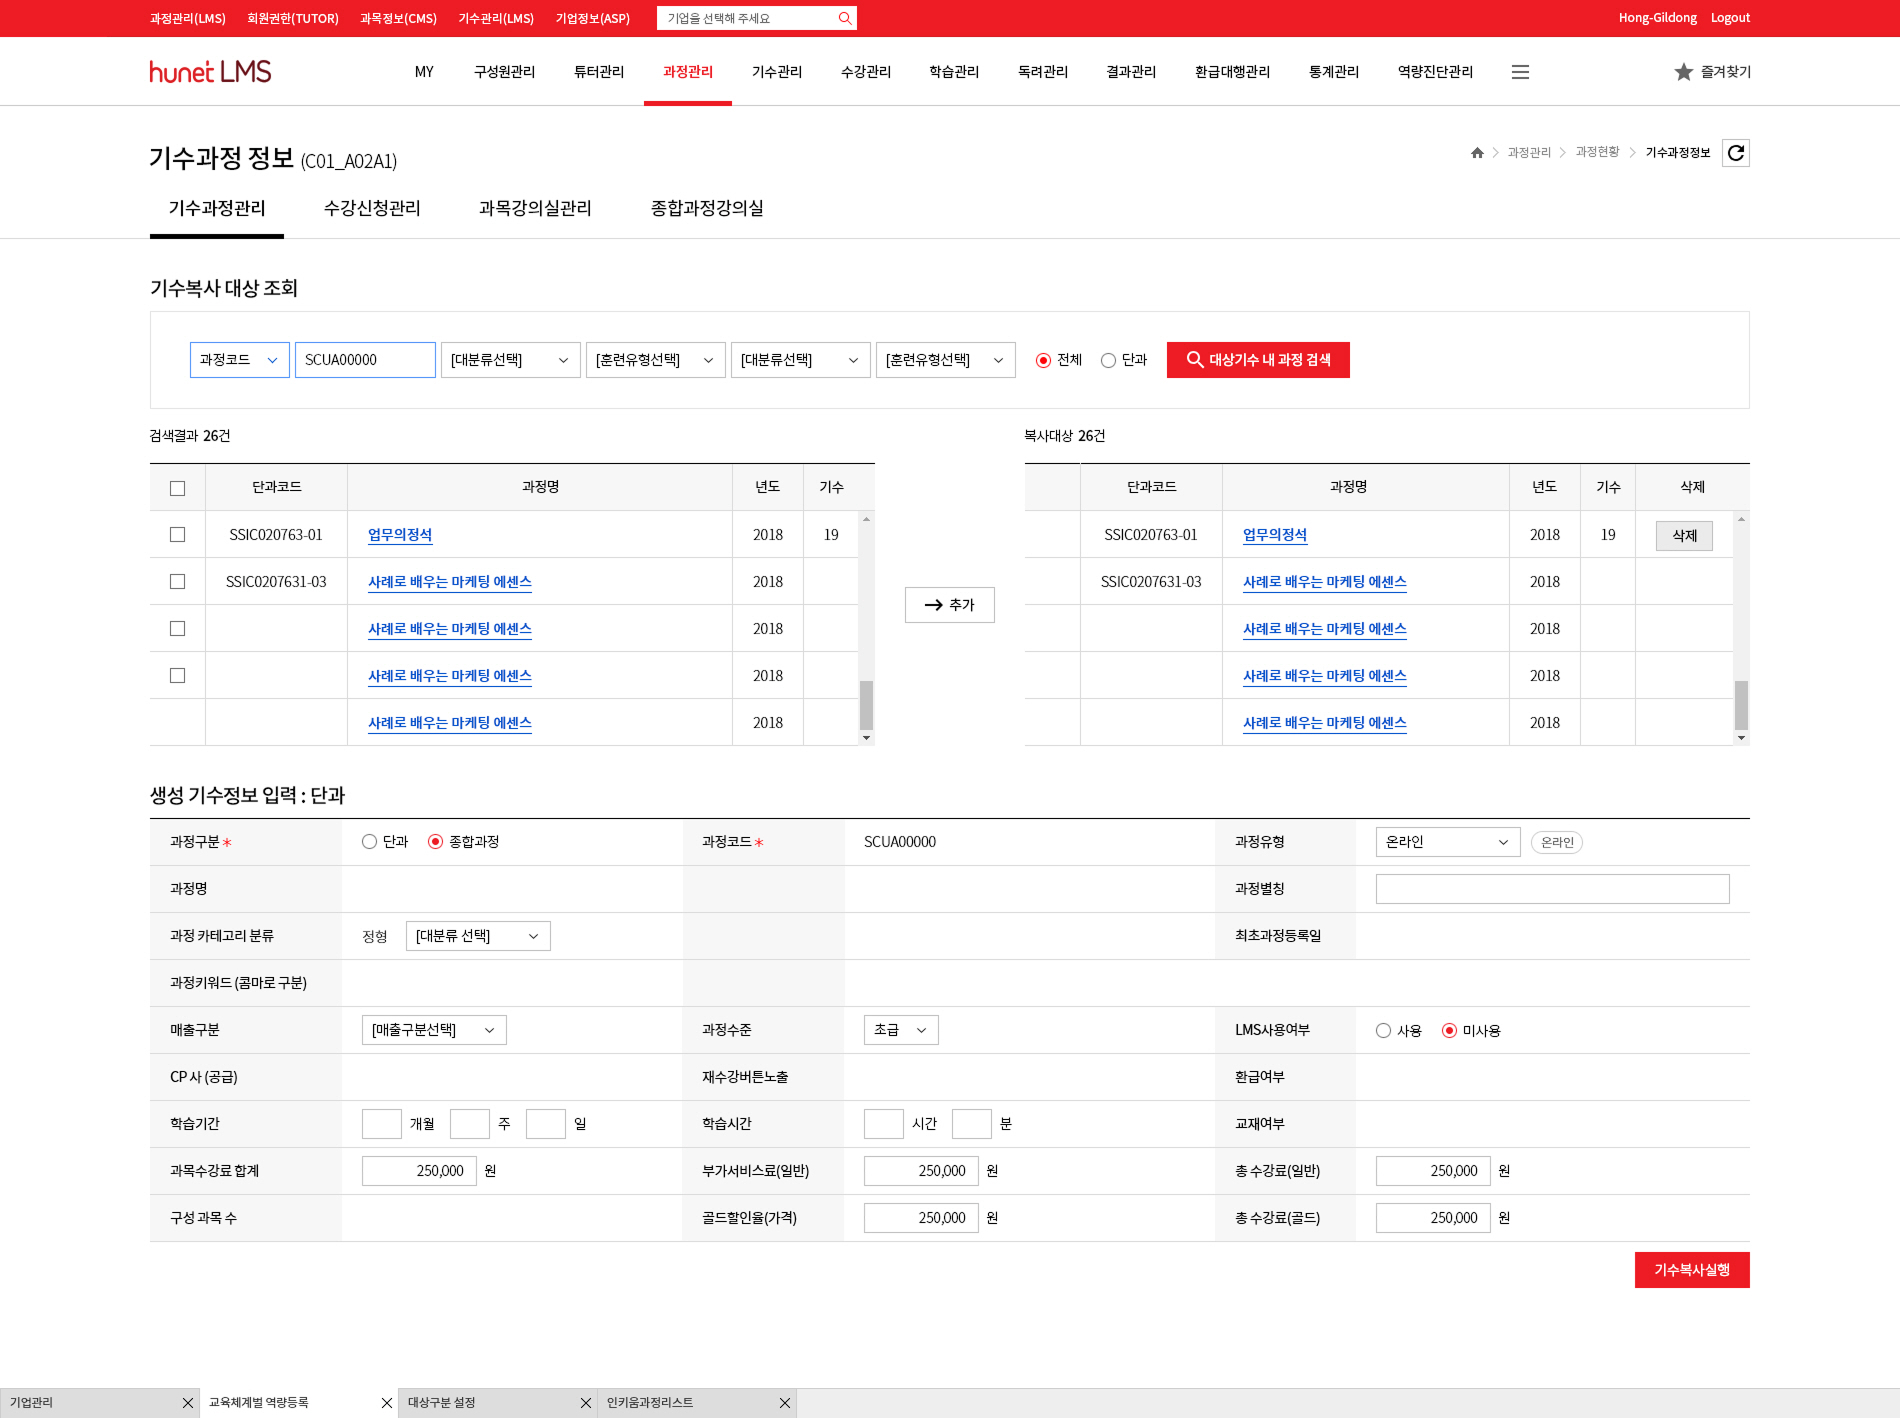 과정관리(LMS) 회원권한(TUTOR) 과목정보(CMS) 기수관리(LMS) 기업정보(ASP) 기업을 선택해 주세요 Hong-Gildong Logout
hunet LMS MY 구성원관리 튜터관리 과정관리 기수관리 수강관리 학습관리 독려관리 결과관리 환급대행관리 통계관리 역량진단관리 즐겨찾기
기수과정 정보 (C01_A02A1) 과정관리 과정현황 기수과정정보
기수과정관리 수강신청관리 과목강의실관리 종합과정강의실
기수복사 대상 조회
과정코드 SCUA00000 [대분류선택] [훈련유형선택] [대분류선택] [훈련유형선택] 전체 단과 대상기수 내 과정 검색
검색결과 26건
단과코드 과정명 년도 기수
SSIC020763-01 업무의정석 2018 19
SSIC0207631-03 사례로 배우는 마케팅 에센스 2018
사례로 배우는 마케팅 에센스 2018
사례로 배우는 마케팅 에센스 2018
사례로 배우는 마케팅 에센스 2018
추가
복사대상 26건
단과코드 과정명 년도 기수 삭제
SSIC020763-01 업무의정석 2018 19 삭제
SSIC0207631-03 사례로 배우는 마케팅 에센스 2018
사례로 배우는 마케팅 에센스 2018
사례로 배우는 마케팅 에센스 2018
사례로 배우는 마케팅 에센스 2018
생성 기수정보 입력 : 단과
과정구분* 단과 종합과정 과정코드* SCUA00000 과정유형 온라인 온라인
과정명 과정별칭
과정 카테고리 분류 정형 [대분류 선택] 최초과정등록일
과정키워드 (콤마로 구분)
매출구분 [매출구분선택] 과정수준 초급 LMS사용여부 사용 미사용
CP 사 (공급) 재수강버튼노출 환급여부
학습기간 개월 주 일 학습시간 시간 분 교재여부
과목수강료 합계 250,000 원 부가서비스료(일반) 250,000 원 총 수강료(일반) 250,000 원
구성 과목 수 골드할인율(가격) 250,000 원 총 수강료(골드) 250,000 원
기수복사실행
기업관리 교육체계별 역량등록 대상구분 설정 인키움과정리스트